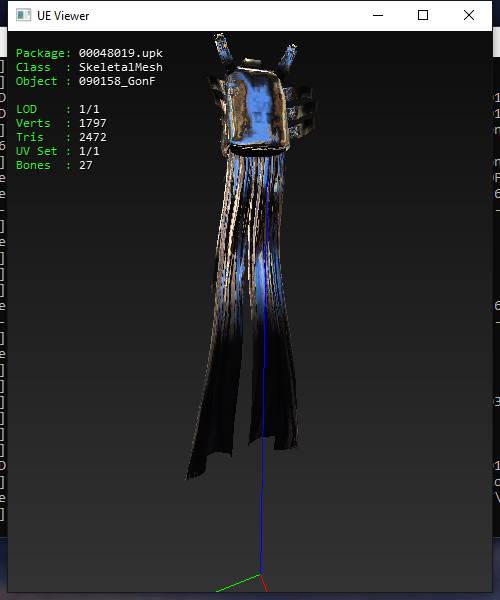 UE Viewer
Package: 00048019.upk
Class : SkeletalMesh
Object : 090158_GonF
LOD : 1/1
Verts : 1797
Tris : 2472
UV Set : 1/1
Bones : 27